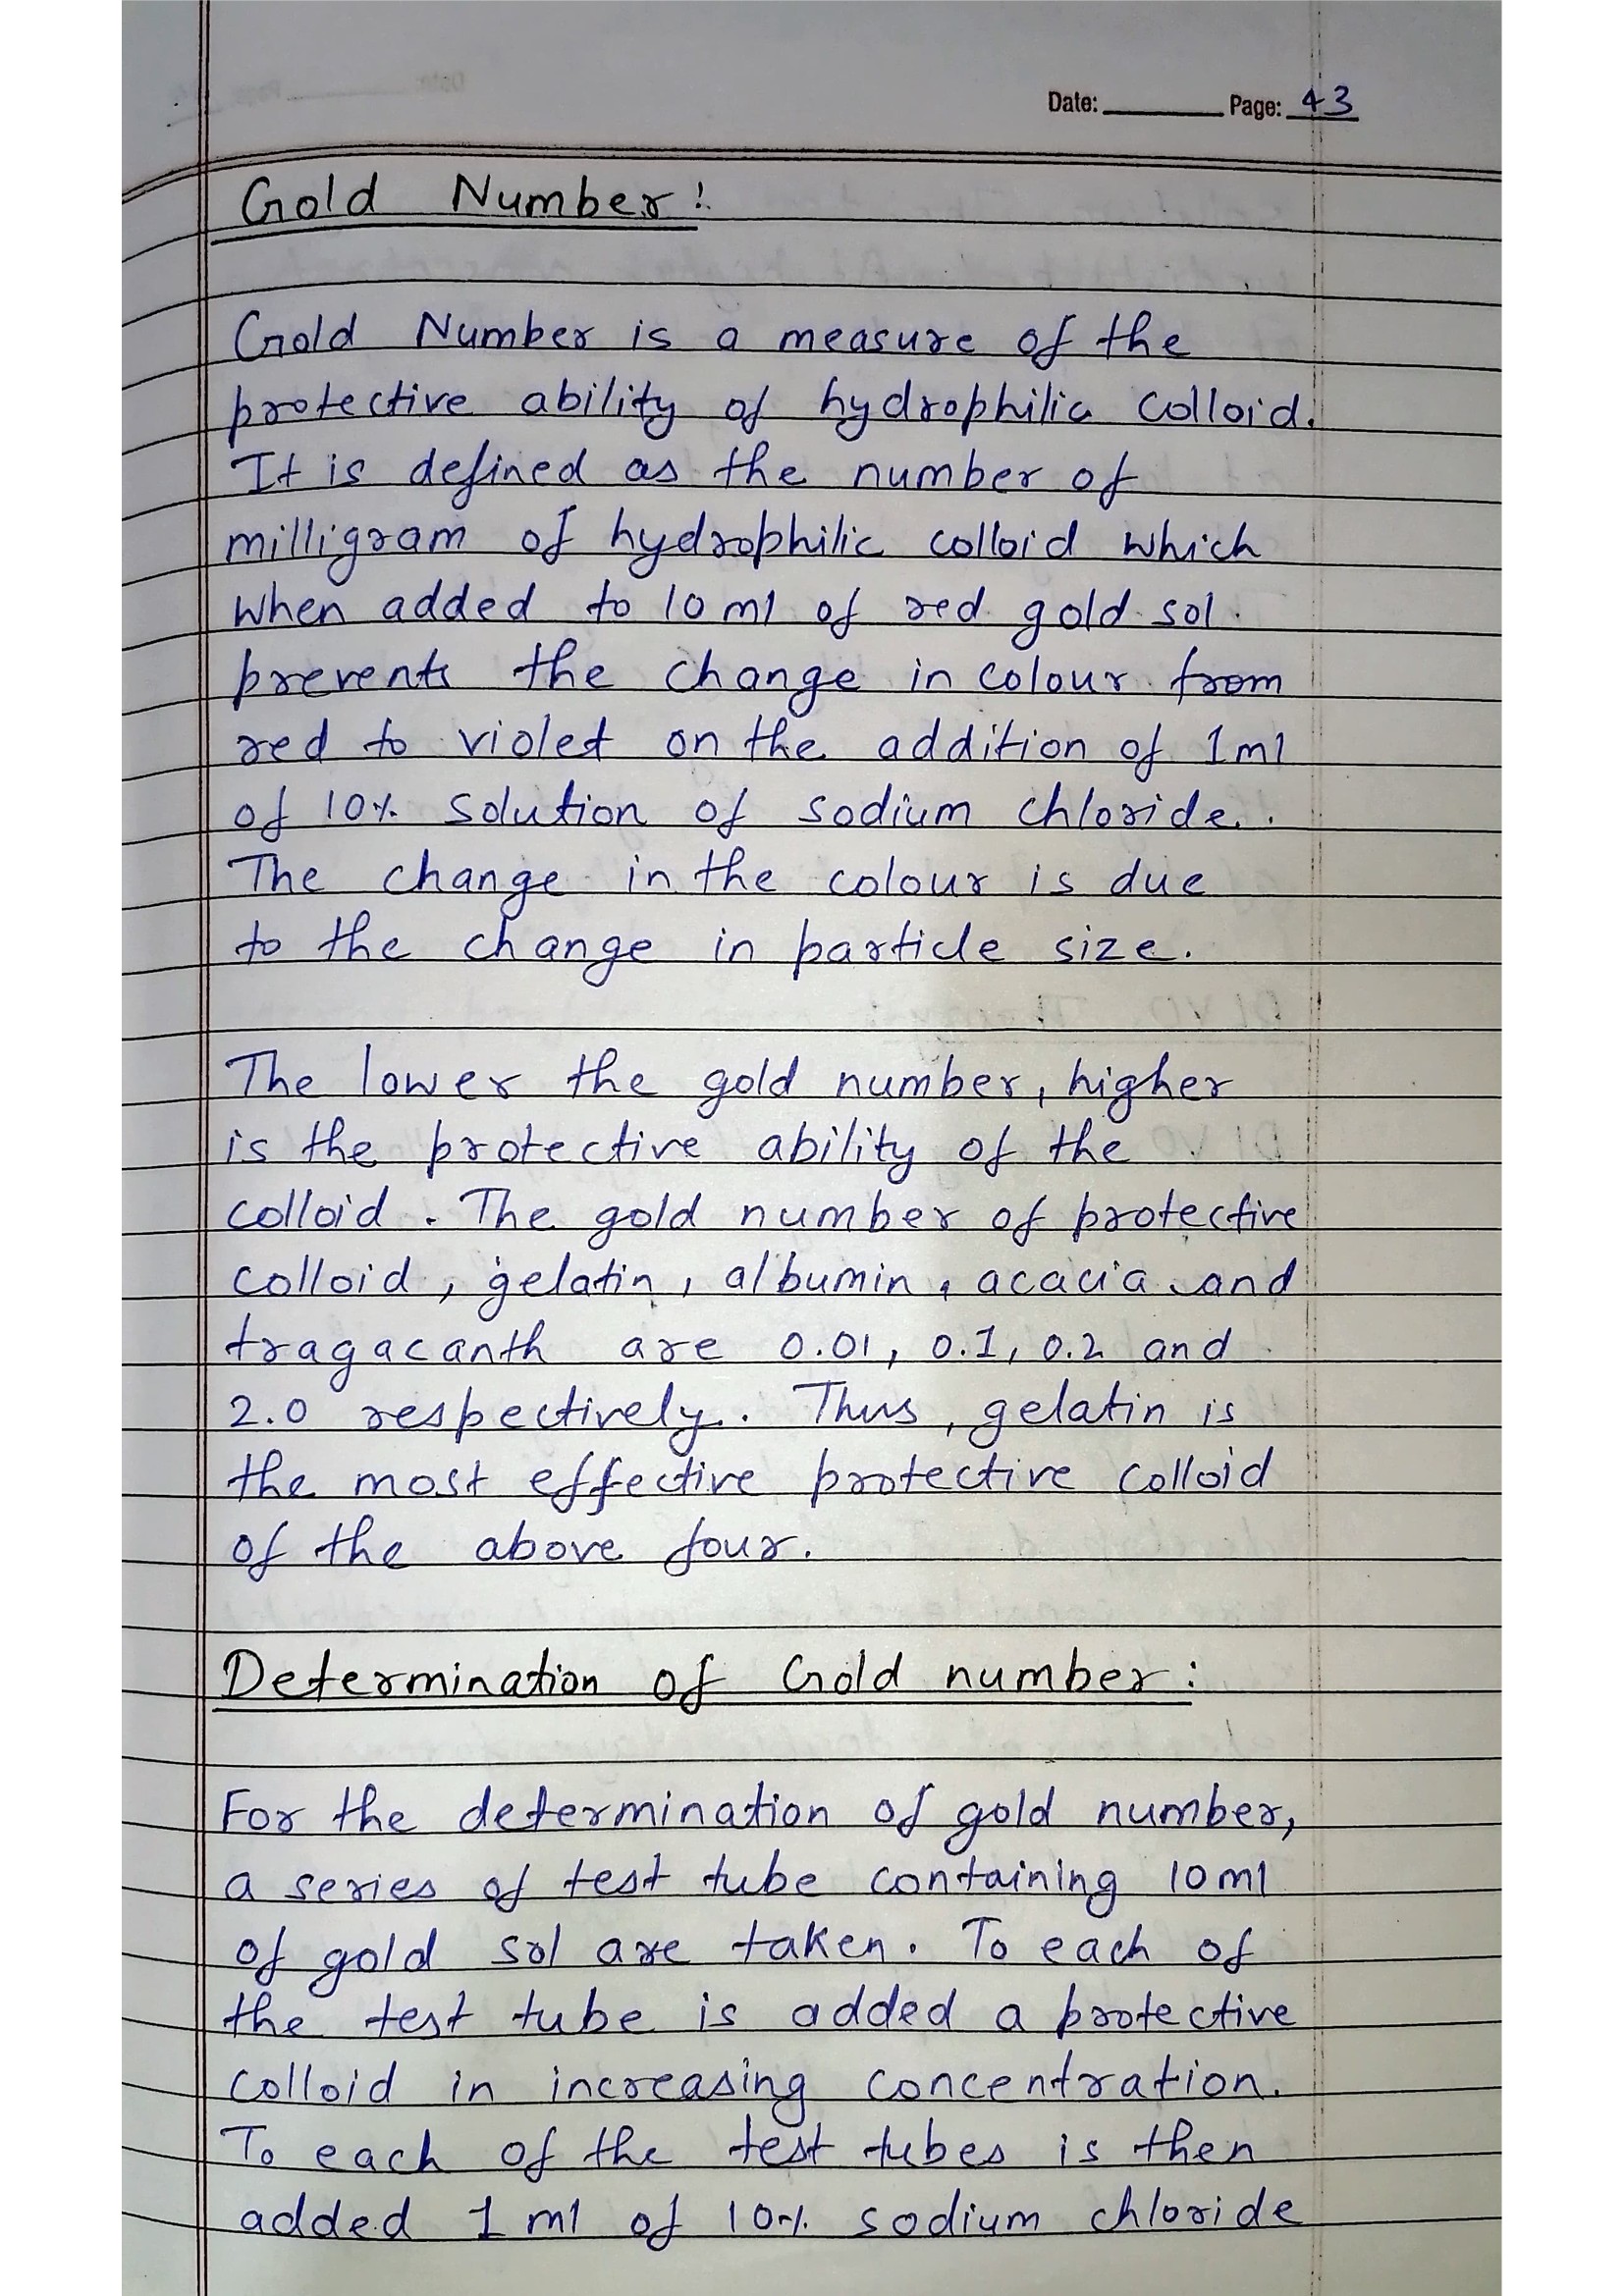 Date: Page: 43
Gold Number:
Gold Number is a measure of the
protective ability of hydrophilic colloid.
It is defined as the number of
milligram of hydrophilic colloid which
when added to 10 ml of red gold sol
prevents the change in colour from
red to violet on the addition of 1 ml
of 10% solution of sodium chloride.
The change in the colour is due
to the change in particle size.
The lower the gold number, higher
is the protective ability of the
colloid. The gold number of protective
colloid, gelatin, albumin, acacia and
tragacanth are 0.01, 0.1, 0.2 and
2.0 respectively. Thus, gelatin is
the most effective protective colloid
of the above four.
Determination of Gold number:
For the determination of gold number,
a series of test tube containing 10 ml
of gold sol are taken. To each of
the test tube is added a protective
colloid in increasing concentration.
To each of the test tubes is then
added 1 ml of 10% sodium chloride